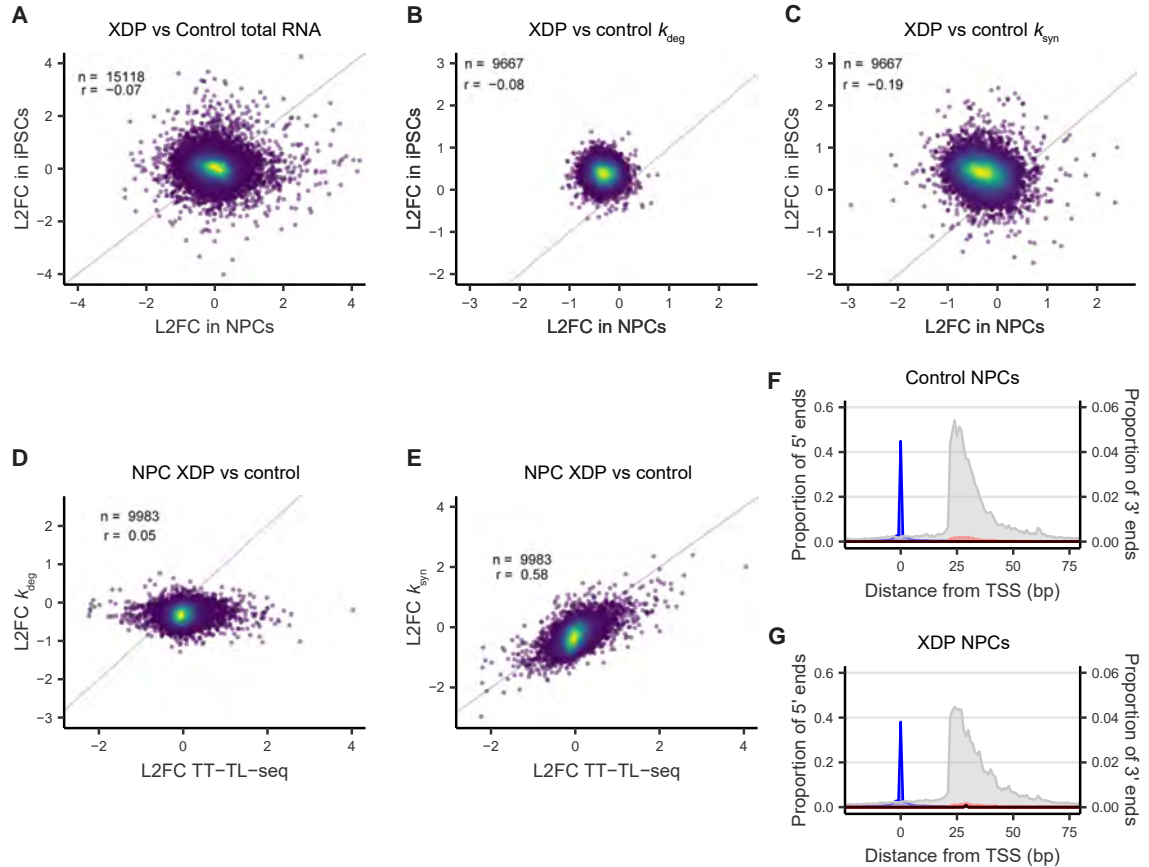 A
XDP vs Control total RNA
n = 15118
r = −0.07
4
2
0
−2
−4
−4
−2
0
2
4
L2FC in iPSCs
L2FC in NPCs
B
XDP vs control kdeg
n = 9667
r = −0.08
3
2
1
0
−1
−2
−3
−2
−1
0
1
2
L2FC in iPSCs
L2FC in NPCs
C
XDP vs control ksyn
n = 9667
r = −0.19
3
2
1
0
−1
−2
−3
−2
−1
0
1
2
L2FC in iPSCs
L2FC in NPCs
D
NPC XDP vs control
n = 9983
r = 0.05
2
1
0
−1
−2
−3
−2
0
2
4
L2FC kdeg
L2FC TT−TL−seq
E
NPC XDP vs control
n = 9983
r = 0.58
4
2
0
−2
−2
0
2
4
L2FC ksyn
L2FC TT−TL−seq
F
Control NPCs
0.6
0.4
0.2
0.0
0.06
0.04
0.02
0.00
0
25
50
75
Proportion of 5' ends
Proportion of 3' ends
Distance from TSS (bp)
G
XDP NPCs
0.6
0.4
0.2
0.0
0.06
0.04
0.02
0.00
0
25
50
75
Proportion of 5' ends
Proportion of 3' ends
Distance from TSS (bp)